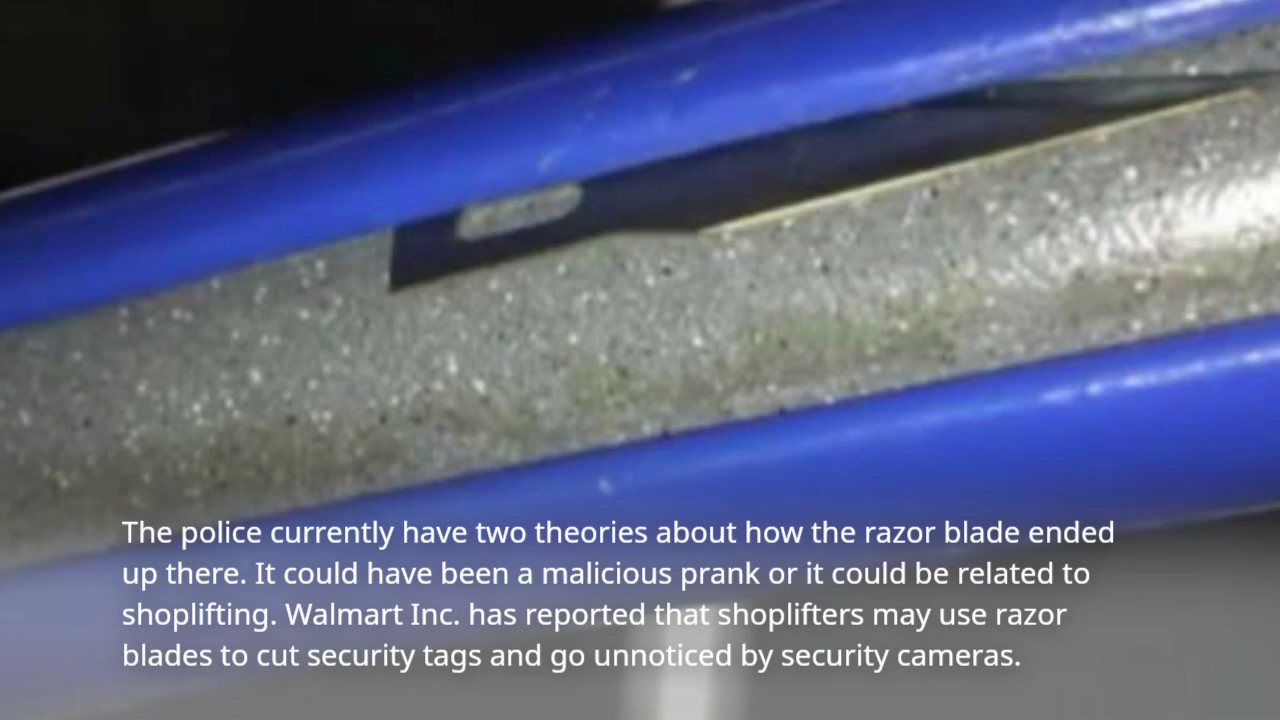 The police currently have two theories about how the razor blade ended
up there. It could have been a malicious prank or it could be related to
shoplifting. Walmart Inc. has reported that shoplifters may use razor
blades to cut security tags and go unnoticed by security cameras.